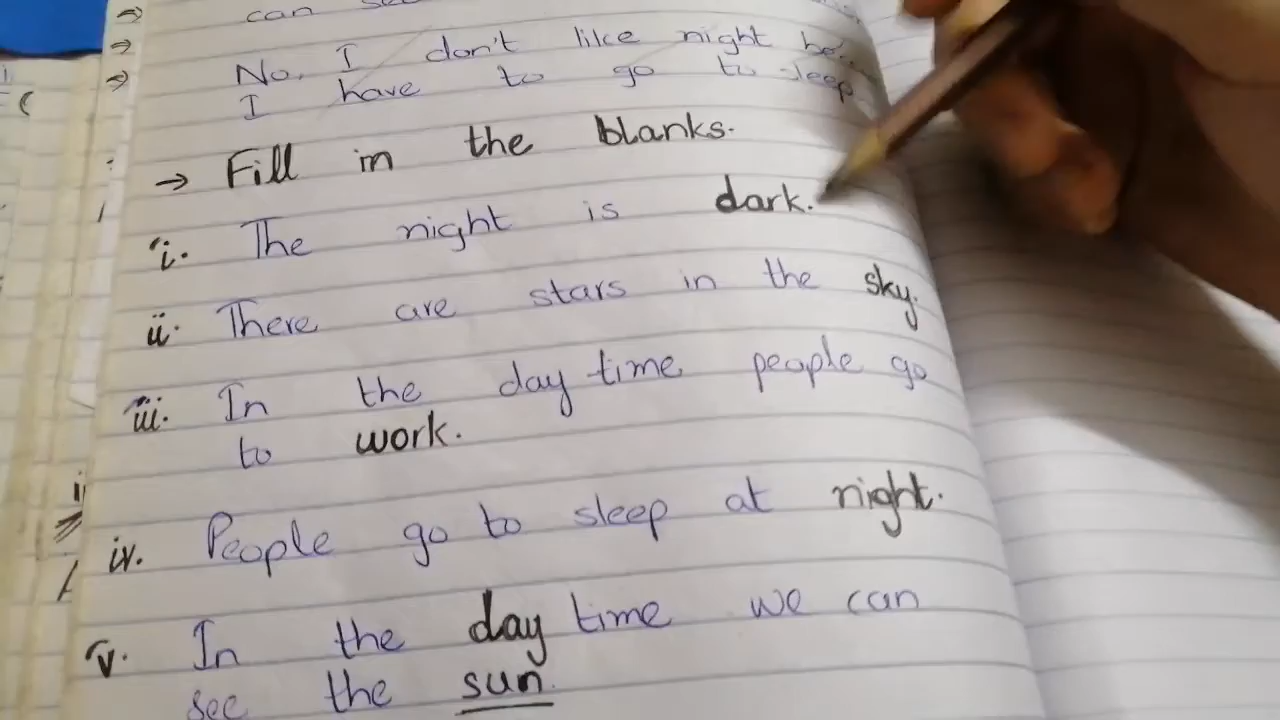 ⇒ can
⇒ No, I don't like night
⇒ I have to go to sleep
→ Fill in the blanks.
i. The night is dark.
ii. There are stars in the sky.
iii. In the day time people go
to work.
iv. People go to sleep at night.
v. In the day time we can
see the sun.